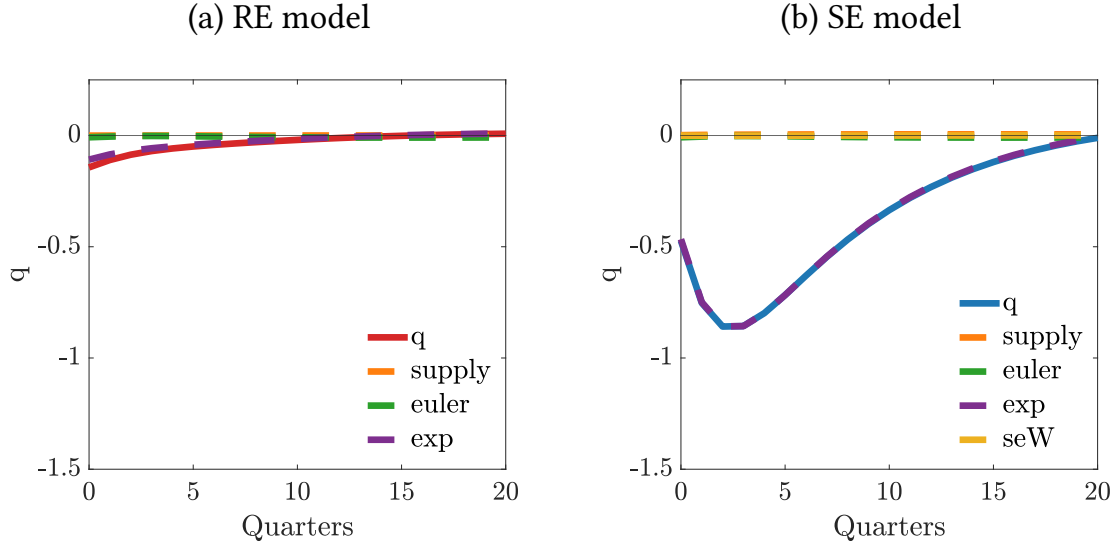 (a) RE model
0
-0.5
-1
-1.5
q
0
5
10
15
20
Quarters
q
supply
euler
exp
(b) SE model
0
-0.5
-1
-1.5
q
0
5
10
15
20
Quarters
q
supply
euler
exp
seW